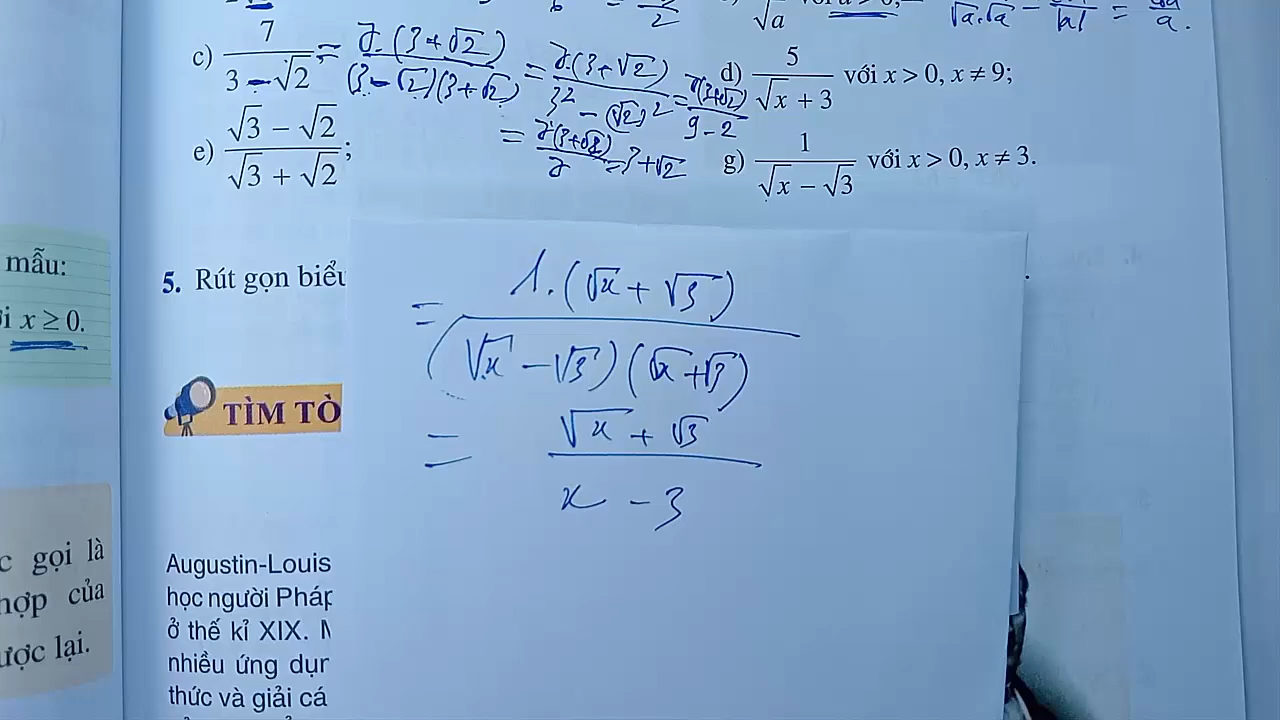 √a với a > 0; √a.√a = a.
c) 7/(3 − √2) = 7.(3+√2)/((3−√2)(3+√2)) = 7.(3+√2)/(3² − (√2)²) = 7(3+√2)/(9−2)
= 7(3+√2)/7 = 3+√2
d) 5/(√x + 3) với x > 0, x ≠ 9;
e) (√3 − √2)/(√3 + √2);
g) 1/(√x − √3) với x > 0, x ≠ 3.
mẫu:
x ≥ 0.
5. Rút gọn biểu
= 1.(√x + √3)/((√x − √3)(√x + √3))
= (√x + √3)/(x − 3)
TÌM TÒ
gọi là
hợp của
ược lại.
Augustin-Louis
học người Pháp
ở thế kỉ XIX.
nhiều ứng dụn
thức và giải cá